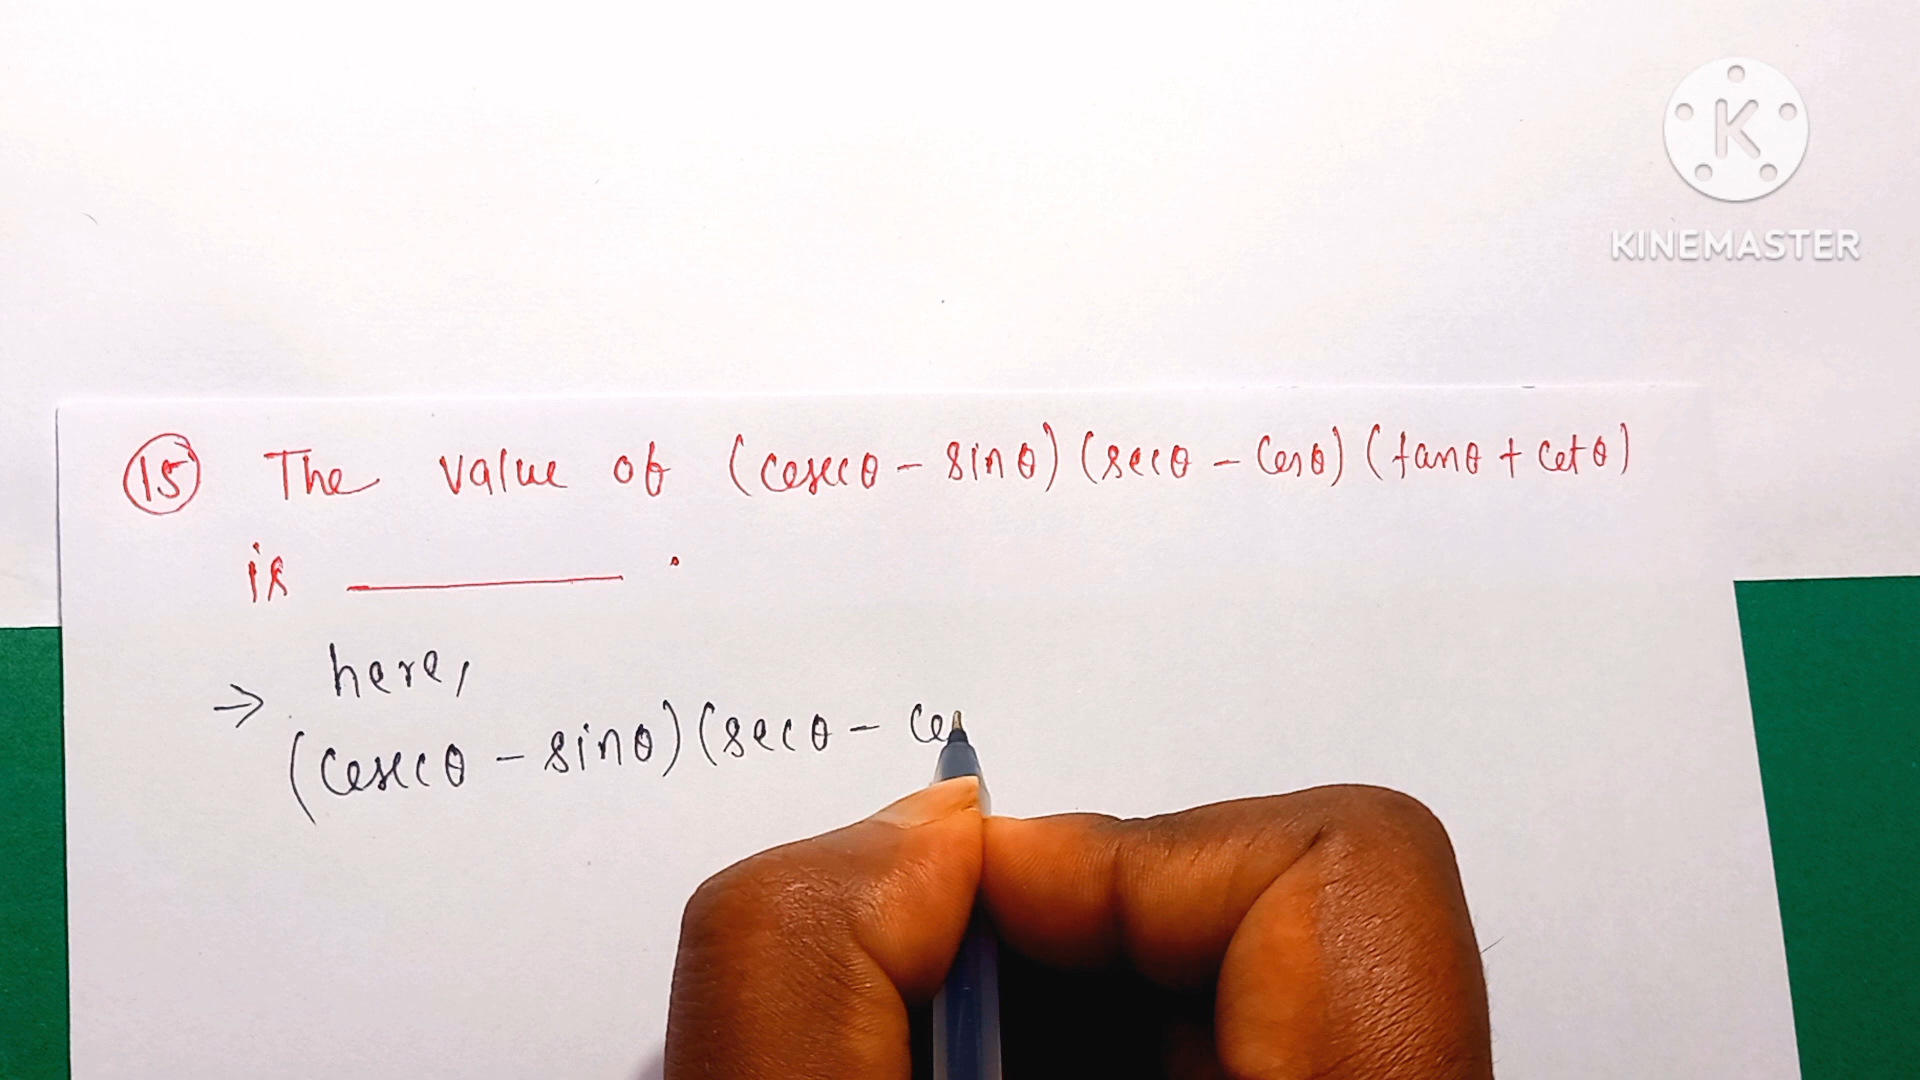 K
KINEMASTER
15 The value of (cosecθ - sinθ) (secθ - cosθ) (tanθ + cotθ)
is ________ .
→ here,
(cosecθ - sinθ) (secθ - co